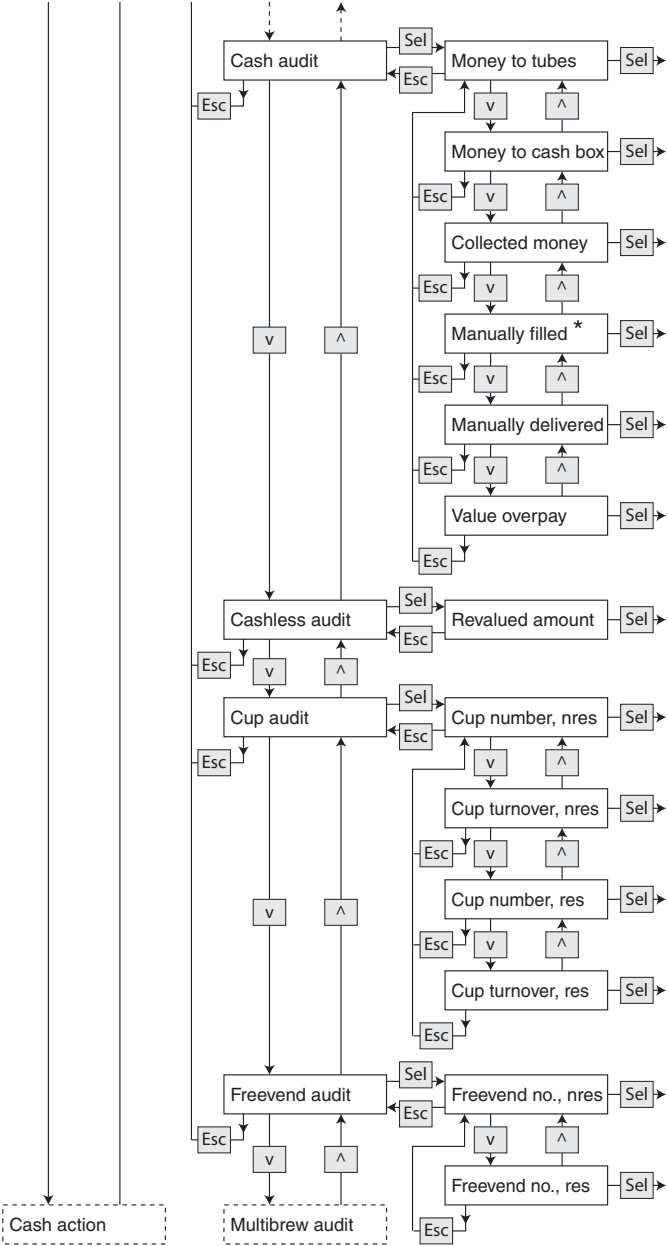 Sel
Cash audit Money to tubes Sel
Esc
Esc v ^
Money to cash box Sel
Esc v ^
Collected money Sel
Esc v ^
v ^ Manually filled * Sel
Esc v ^
Manually delivered Sel
Esc v ^
Value overpay Sel
Esc
Sel
Cashless audit Revalued amount Sel
Esc
Esc v ^
Sel
Cup audit Cup number, nres Sel
Esc
Esc v ^
Cup turnover, nres Sel
Esc v ^
Cup number, res Sel
v ^
Esc v ^
Cup turnover, res Sel
Esc
Sel
Freevend audit Freevend no., nres Sel
Esc
Esc v ^
v ^
Freevend no., res Sel
Cash action Multibrew audit
Esc